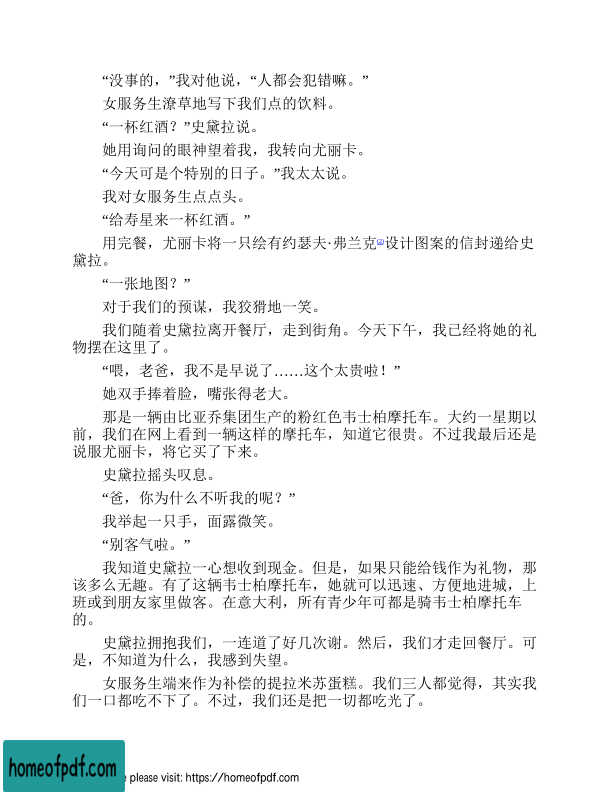 “没事的，”我对他说，“人都会犯错嘛。”
女服务生潦草地写下我们点的饮料。
“一杯红酒？”史黛拉说。
她用询问的眼神望着我，我转向尤丽卡。
“今天可是个特别的日子。”我太太说。
我对女服务生点点头。
“给寿星来一杯红酒。”
用完餐，尤丽卡将一只绘有约瑟夫·弗兰克[2]设计图案的信封递给史
黛拉。
“一张地图？”
对于我们的预谋，我狡猾地一笑。
我们随着史黛拉离开餐厅，走到街角。今天下午，我已经将她的礼
物摆在这里了。
“喂，老爸，我不是早说了……这个太贵啦！”
她双手捧着脸，嘴张得老大。
那是一辆由比亚乔集团生产的粉红色韦士柏摩托车。大约一星期以
前，我们在网上看到一辆这样的摩托车，知道它很贵。不过我最后还是
说服尤丽卡，将它买了下来。
史黛拉摇头叹息。
“爸，你为什么不听我的呢？”
我举起一只手，面露微笑。
“别客气啦。”
我知道史黛拉一心想收到现金。但是，如果只能给钱作为礼物，那
该多么无趣。有了这辆韦士柏摩托车，她就可以迅速、方便地进城，上
班或到朋友家里做客。在意大利，所有青少年可都是骑韦士柏摩托车
的。
史黛拉拥抱我们，一连道了好几次谢。然后，我们才走回餐厅。可
是，不知道为什么，我感到失望。
女服务生端来作为补偿的提拉米苏蛋糕。我们三人都觉得，其实我
们一口都吃不下了。不过，我们还是把一切都吃光了。
homeofpdf.com
e please visit: https://homeofpdf.com